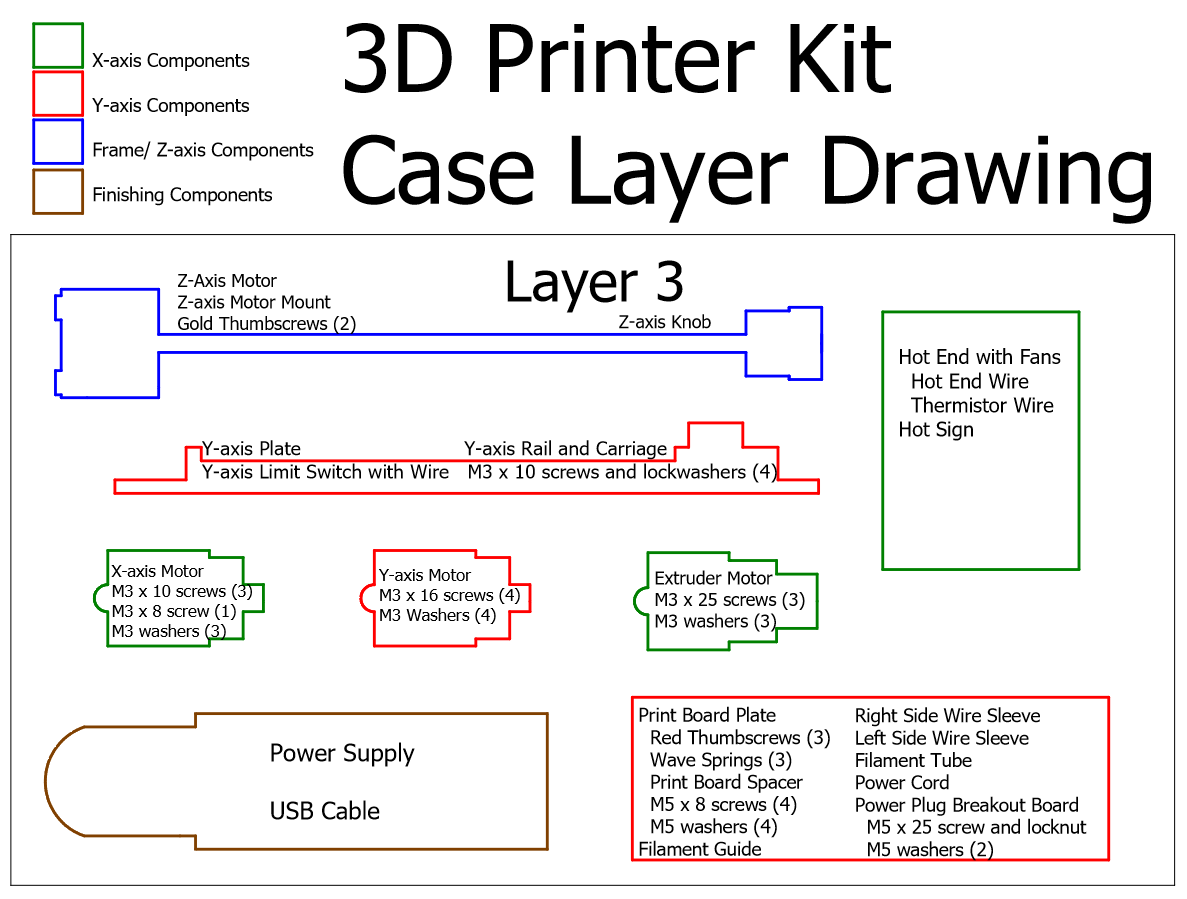 3D Printer Kit
Case Layer Drawing
X-axis Components
Y-axis Components
Frame/ Z-axis Components
Finishing Components
Layer 3
Z-Axis Motor
Z-axis Motor Mount
Gold Thumbscrews (2)
Z-axis Knob
Hot End with Fans
Hot End Wire
Thermistor Wire
Hot Sign
Y-axis Plate
Y-axis Limit Switch with Wire
Y-axis Rail and Carriage
M3 x 10 screws and lockwashers (4)
X-axis Motor
M3 x 10 screws (3)
M3 x 8 screw (1)
M3 washers (3)
Y-axis Motor
M3 x 16 screws (4)
M3 Washers (4)
Extruder Motor
M3 x 25 screws (3)
M3 washers (3)
Power Supply
USB Cable
Print Board Plate
Red Thumbscrews (3)
Wave Springs (3)
Print Board Spacer
M5 x 8 screws (4)
M5 washers (4)
Filament Guide
Right Side Wire Sleeve
Left Side Wire Sleeve
Filament Tube
Power Cord
Power Plug Breakout Board
M5 x 25 screw and locknut
M5 washers (2)